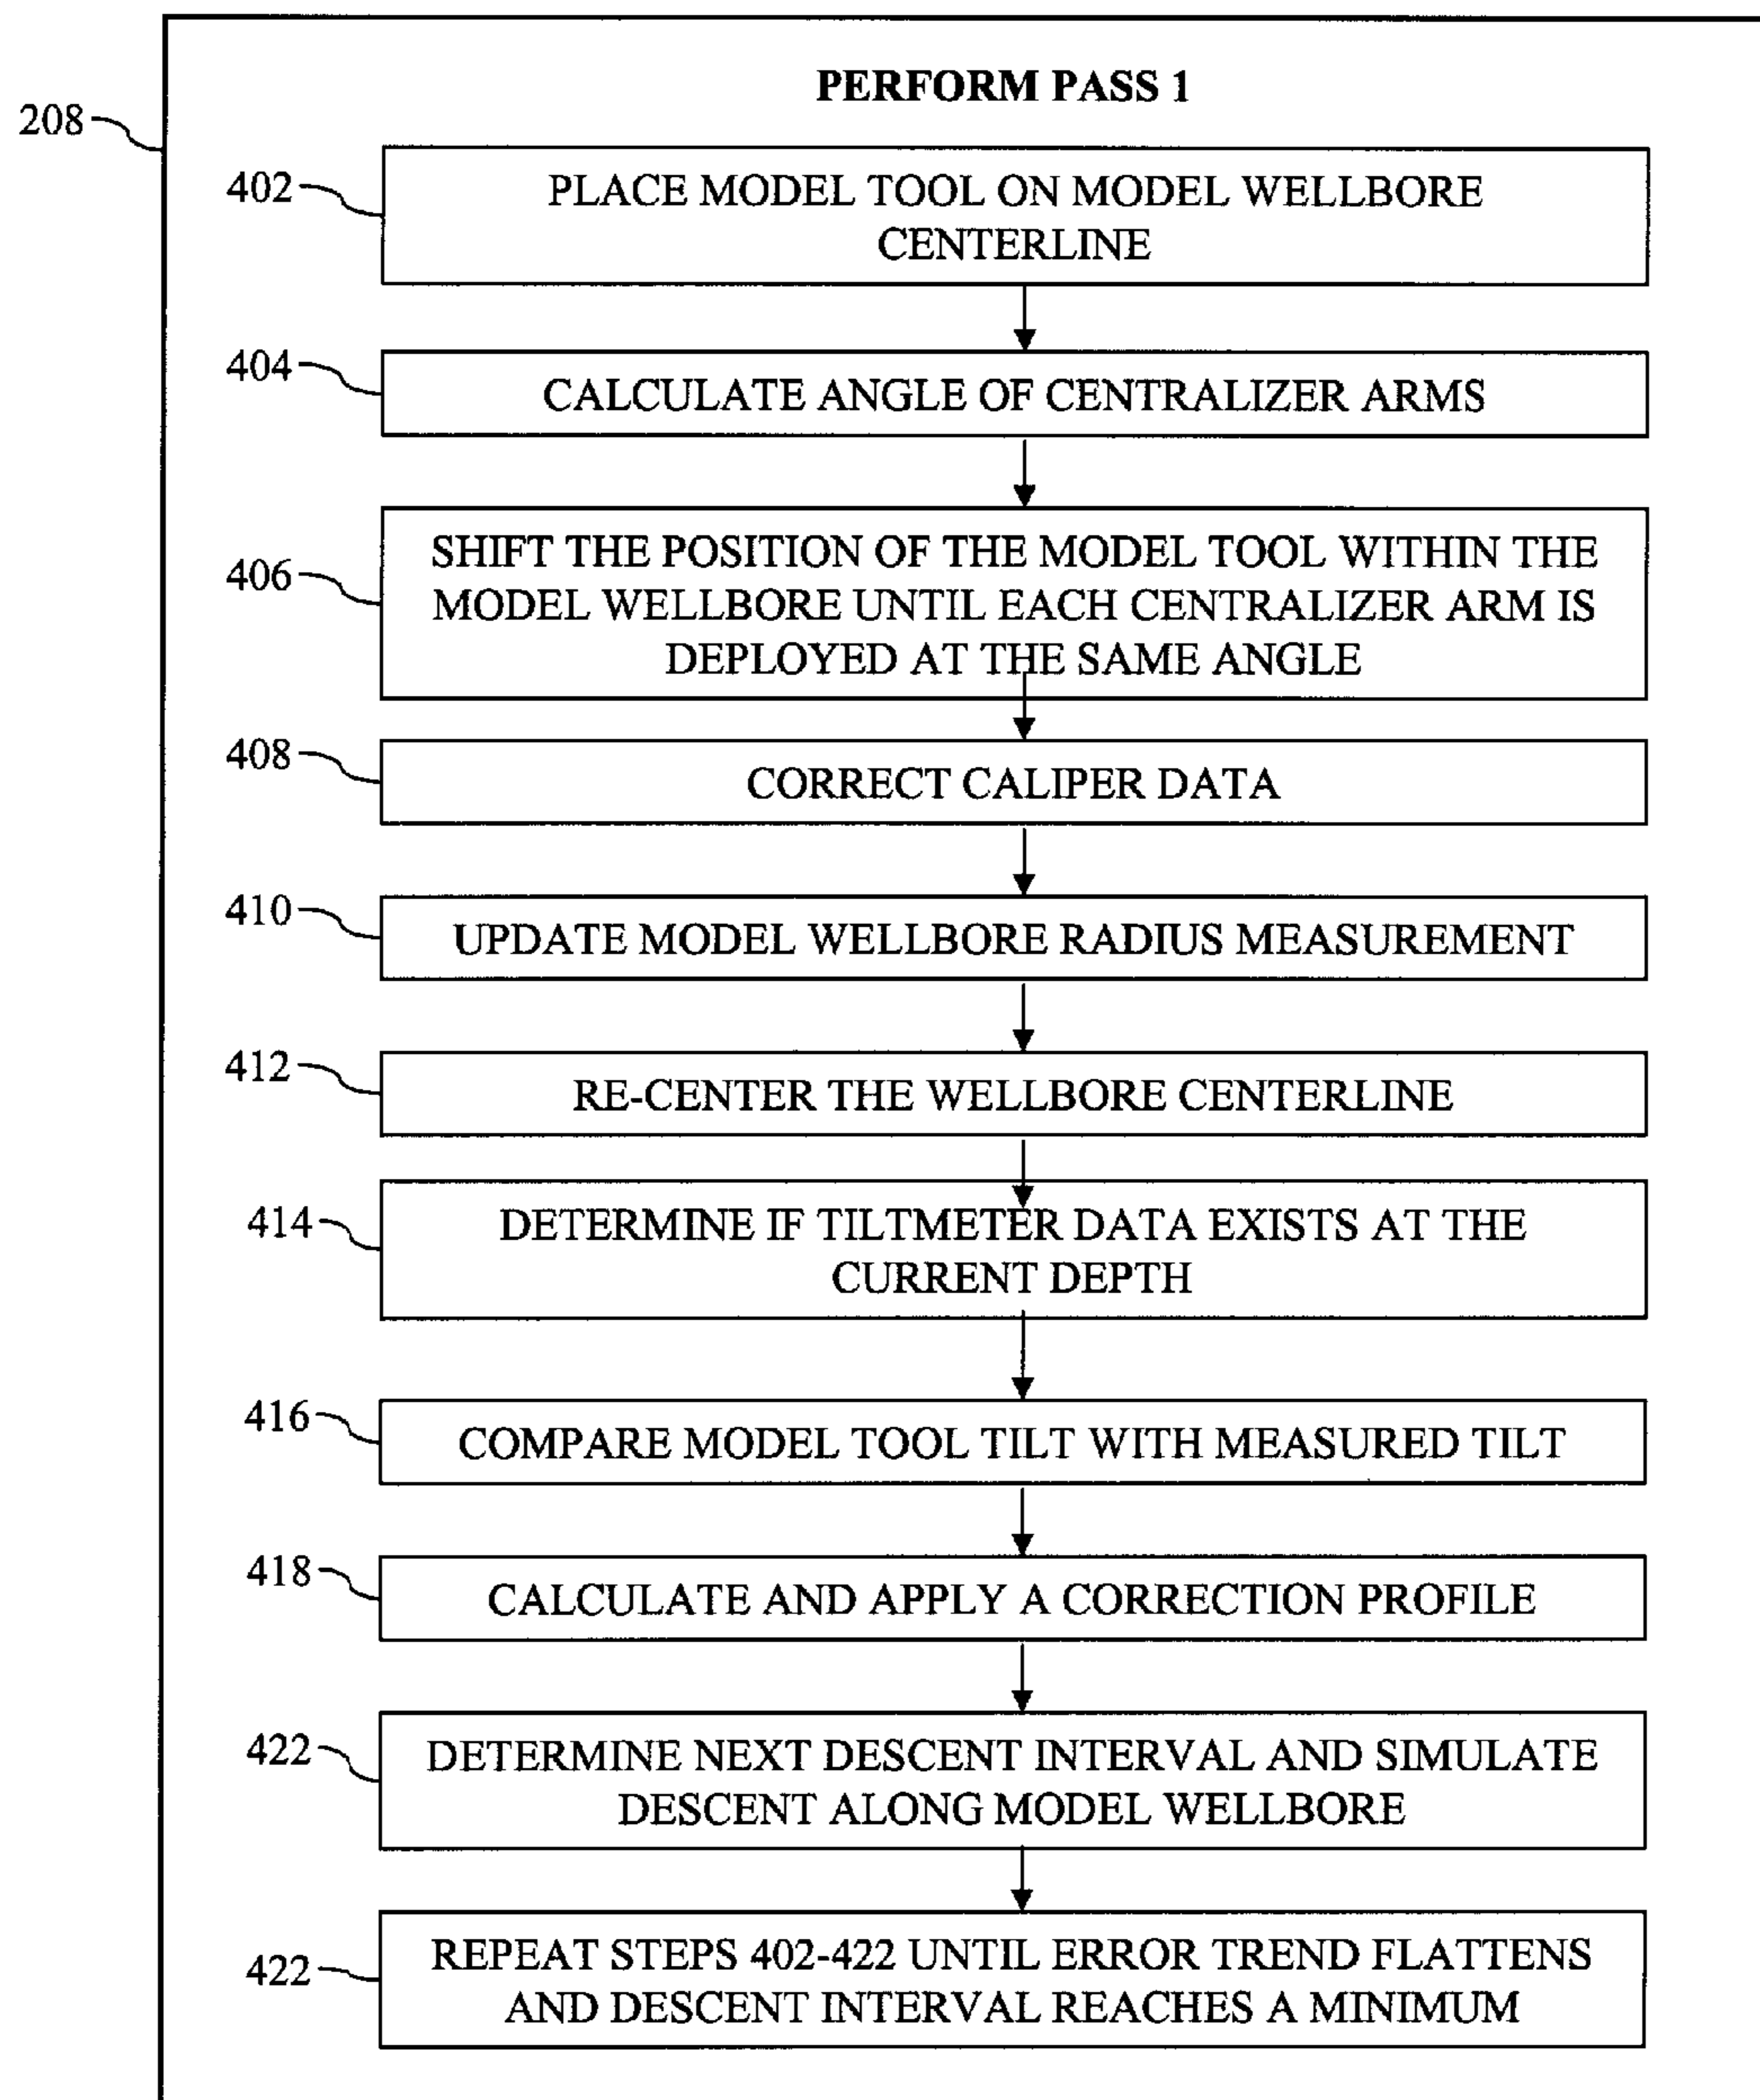 PERFORM PASS 1
208
402
PLACE MODEL TOOL ON MODEL WELLBORE
CENTERLINE
404
CALCULATE ANGLE OF CENTRALIZER ARMS
406
SHIFT THE POSITION OF THE MODEL TOOL WITHIN THE
MODEL WELLBORE UNTIL EACH CENTRALIZER ARM IS
DEPLOYED AT THE SAME ANGLE
408
CORRECT CALIPER DATA
410
UPDATE MODEL WELLBORE RADIUS MEASUREMENT
412
RE-CENTER THE WELLBORE CENTERLINE
414
DETERMINE IF TILTMETER DATA EXISTS AT THE
CURRENT DEPTH
416
COMPARE MODEL TOOL TILT WITH MEASURED TILT
418
CALCULATE AND APPLY A CORRECTION PROFILE
422
DETERMINE NEXT DESCENT INTERVAL AND SIMULATE
DESCENT ALONG MODEL WELLBORE
422
REPEAT STEPS 402-422 UNTIL ERROR TREND FLATTENS
AND DESCENT INTERVAL REACHES A MINIMUM